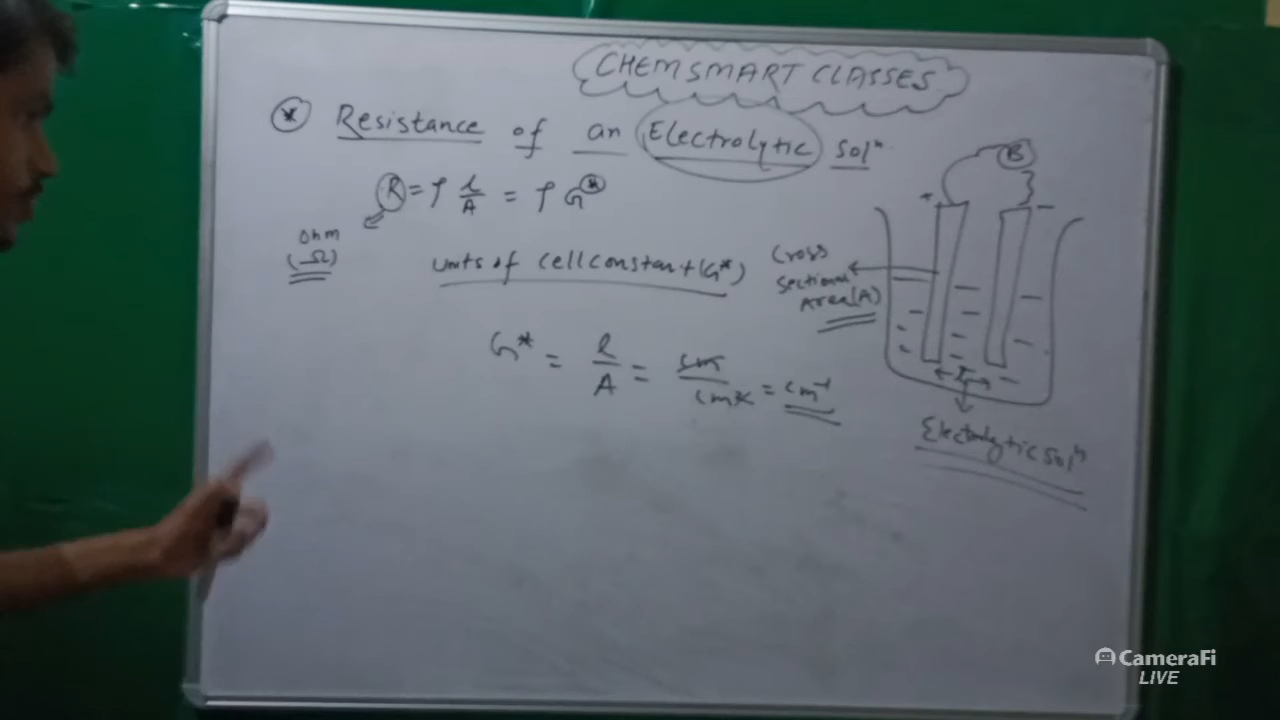 CHEMSMART CLASSES
* Resistance of an Electrolytic Solⁿ
R = ρ l/A = ρ G*
Ohm
(Ω)
units of cell constant (G*)
G* = l/A = cm/cm² = cm⁻¹
B
+ −
Cross
Sectional
Area(A)
l
Electrolytic Solⁿ
CameraFi
LIVE